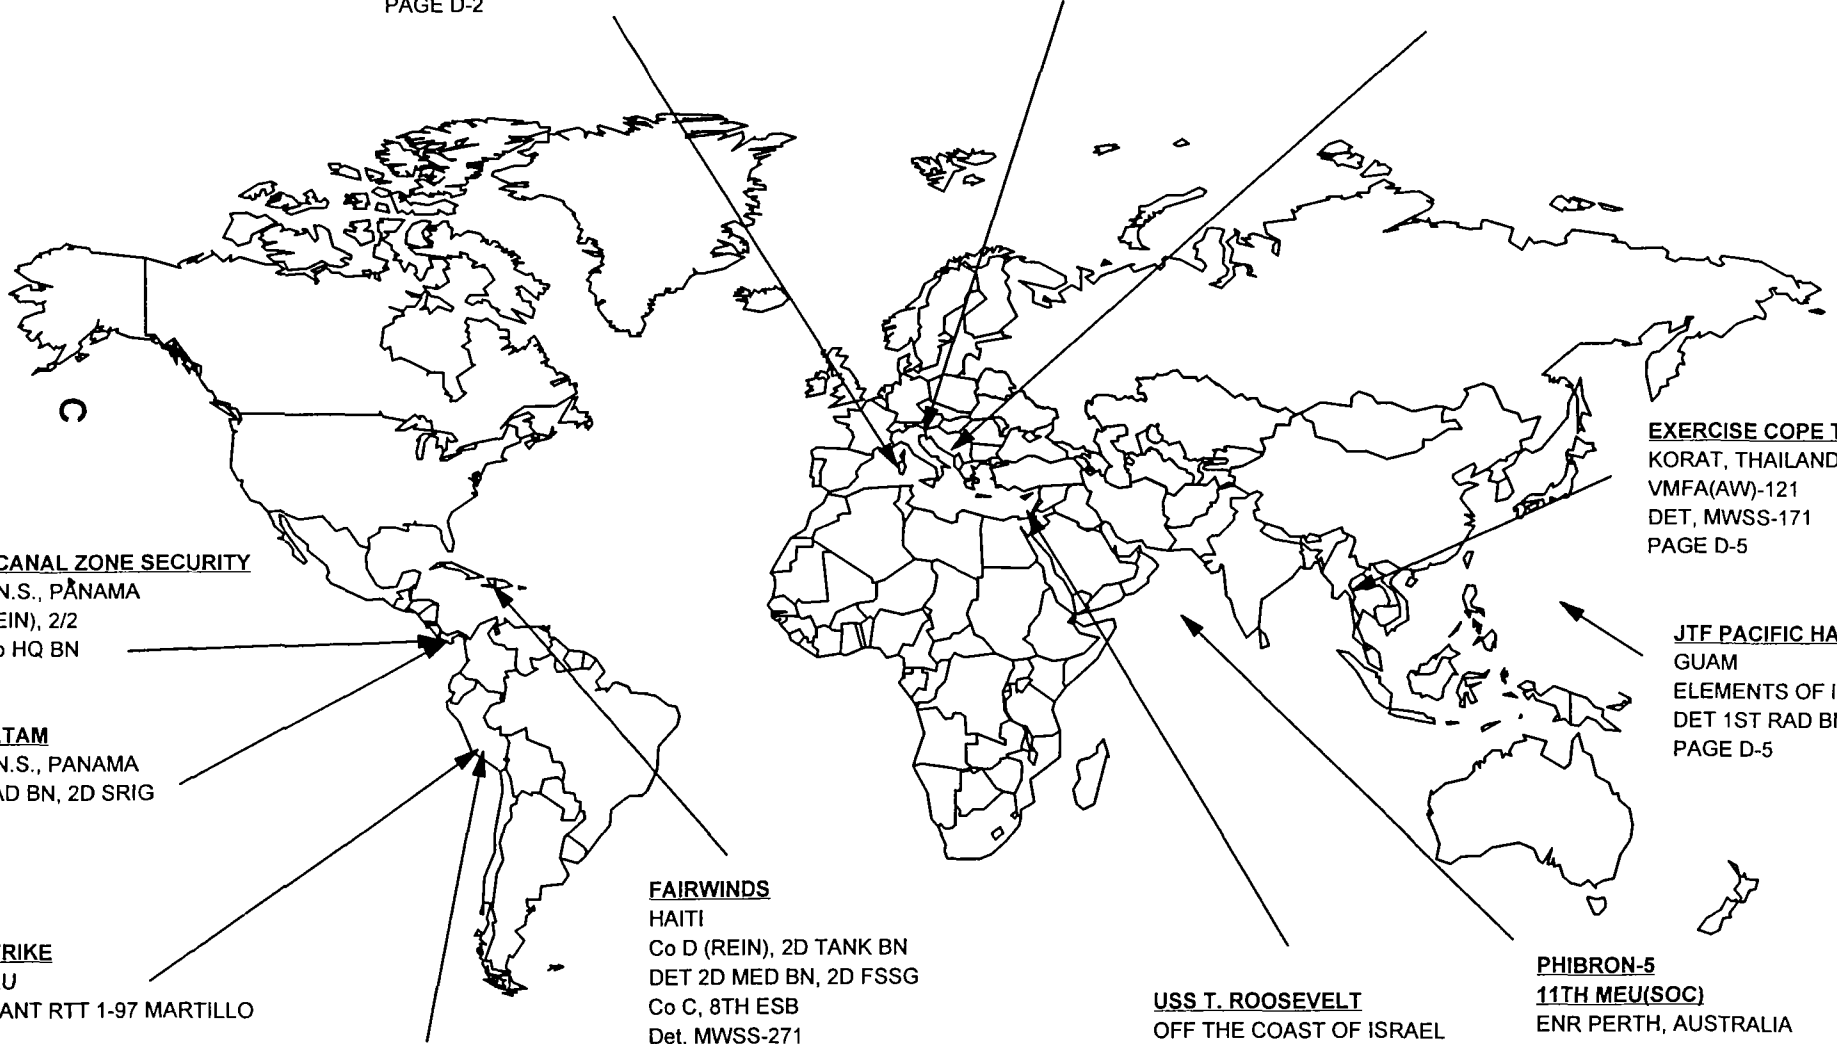 PAGE D-2
C
EXERCISE COPE T
KORAT, THAILAND
VMFA(AW)-121
DET, MWSS-171
PAGE D-5
CANAL ZONE SECURITY
N.S., PANAMA
EIN), 2/2
HQ BN
JTF PACIFIC HA
GUAM
ELEMENTS OF I
DET 1ST RAD BN
PAGE D-5
TAM
N.S., PANAMA
AD BN, 2D SRIG
FAIRWINDS
HAITI
Co D (REIN), 2D TANK BN
DET 2D MED BN, 2D FSSG
Co C, 8TH ESB
Det. MWSS-271
TRIKE
U
ANT RTT 1-97 MARTILLO
USS T. ROOSEVELT
OFF THE COAST OF ISRAEL
PHIBRON-5
11TH MEU(SOC)
ENR PERTH, AUSTRALIA